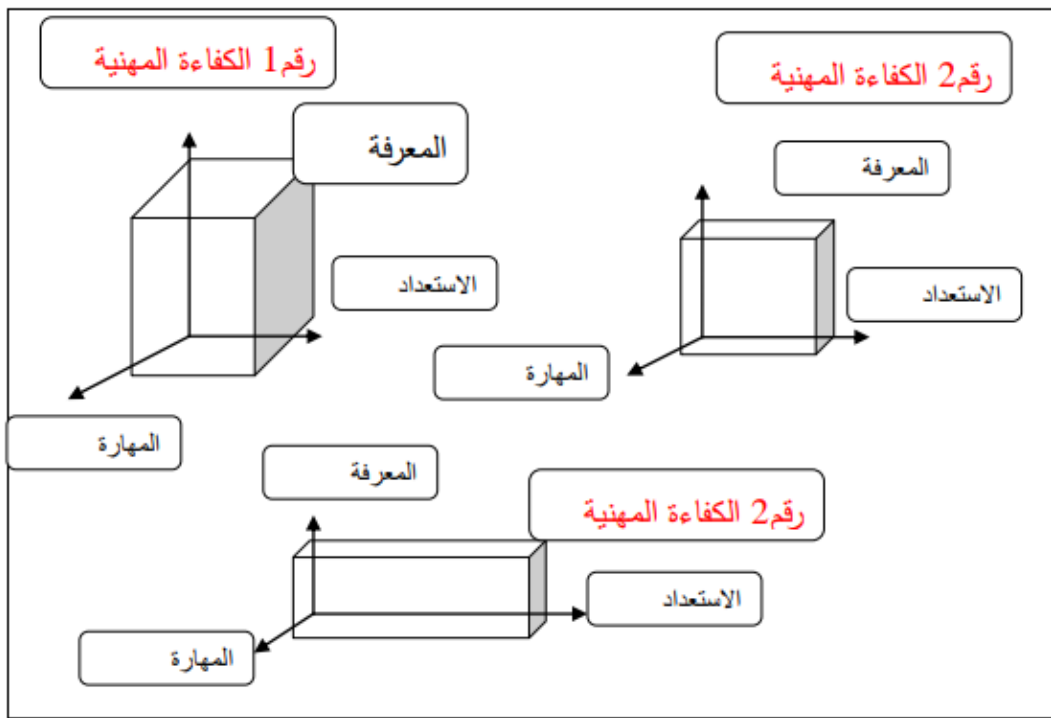 رقم1 الكفاءة المهنية
رقم2 الكفاءة المهنية
المعرفة
المعرفة
الاستعداد
الاستعداد
المهارة
المهارة
المعرفة
رقم2 الكفاءة المهنية
الاستعداد
المهارة